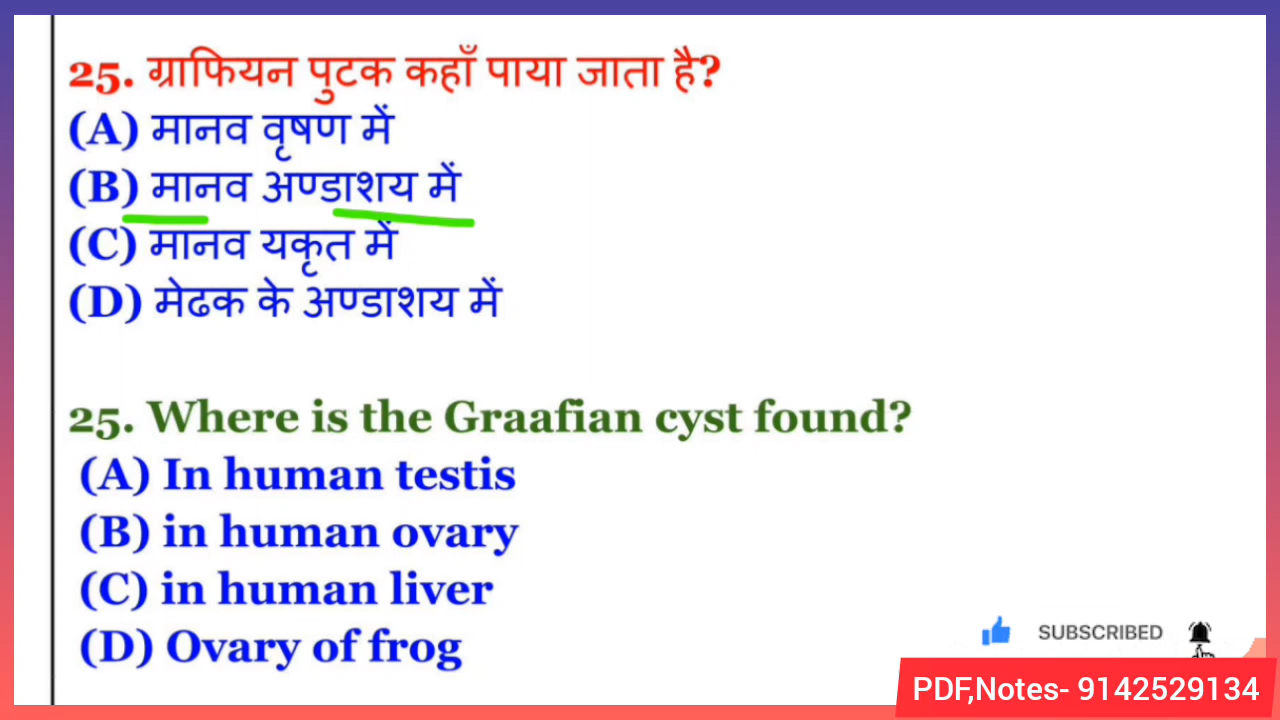 25. ग्राफियन पुटक कहाँ पाया जाता है?
(A) मानव वृषण में
(B) मानव अण्डाशय में
(C) मानव यकृत में
(D) मेढक के अण्डाशय में
25. Where is the Graafian cyst found?
(A) In human testis
(B) in human ovary
(C) in human liver
(D) Ovary of frog
SUBSCRIBED
PDF,Notes- 9142529134